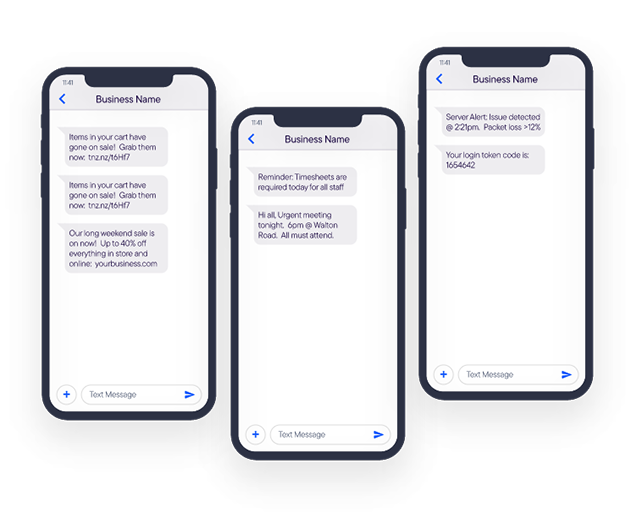 11:41
Business Name
Items in your cart have
gone on sale! Grab them
now: tnz.nz/t6Hf7
Items in your cart have
gone on sale! Grab them
now: tnz.nz/t6Hf7
Our long weekend sale is
on now! Up to 40% off
everything in store and
online: yourbusiness.com
Text Message
11:41
Business Name
Reminder: Timesheets are
required today for all staff
Hi all, Urgent meeting
tonight. 6pm @ Walton
Road. All must attend.
Text Message
11:41
Business Name
Server Alert: Issue detected
@ 2:21pm. Packet loss >12%
Your login token code is:
1654642
Text Message